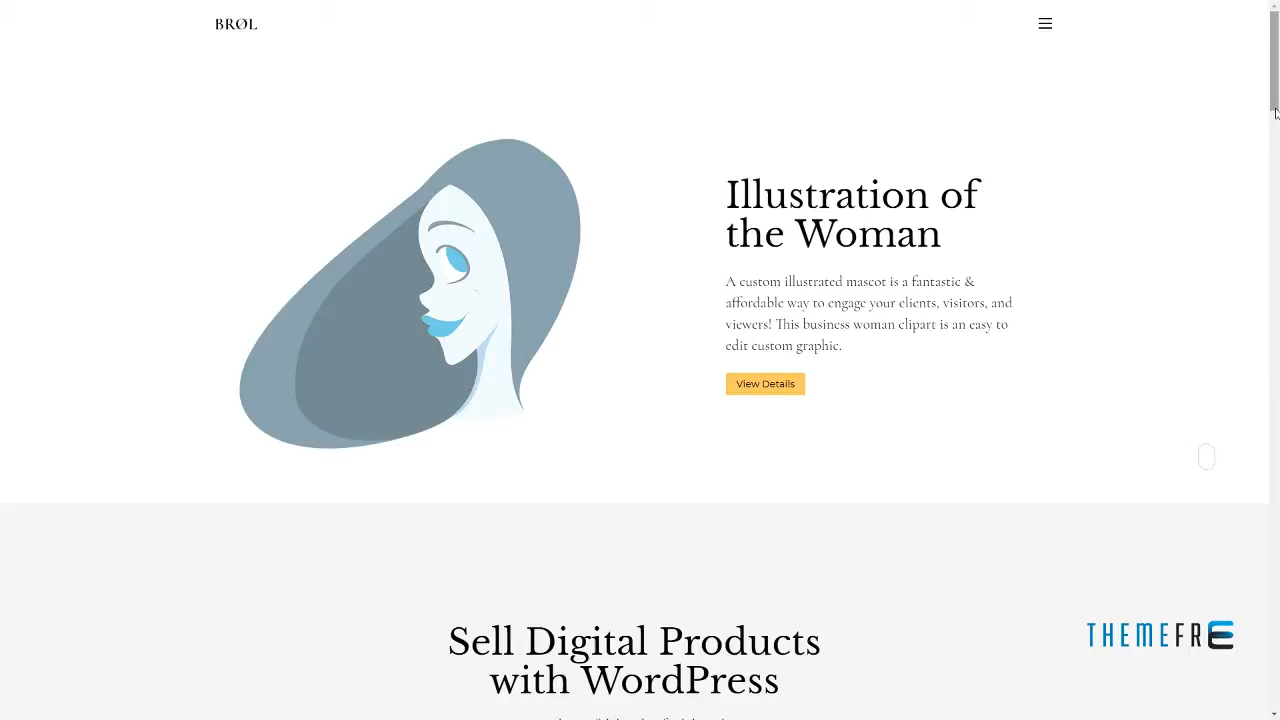 BRØL
Illustration of
the Woman
A custom illustrated mascot is a fantastic &
affordable way to engage your clients, visitors, and
viewers! This business woman clipart is an easy to
edit custom graphic.
View Details
Sell Digital Products
with WordPress
THEMEFRE